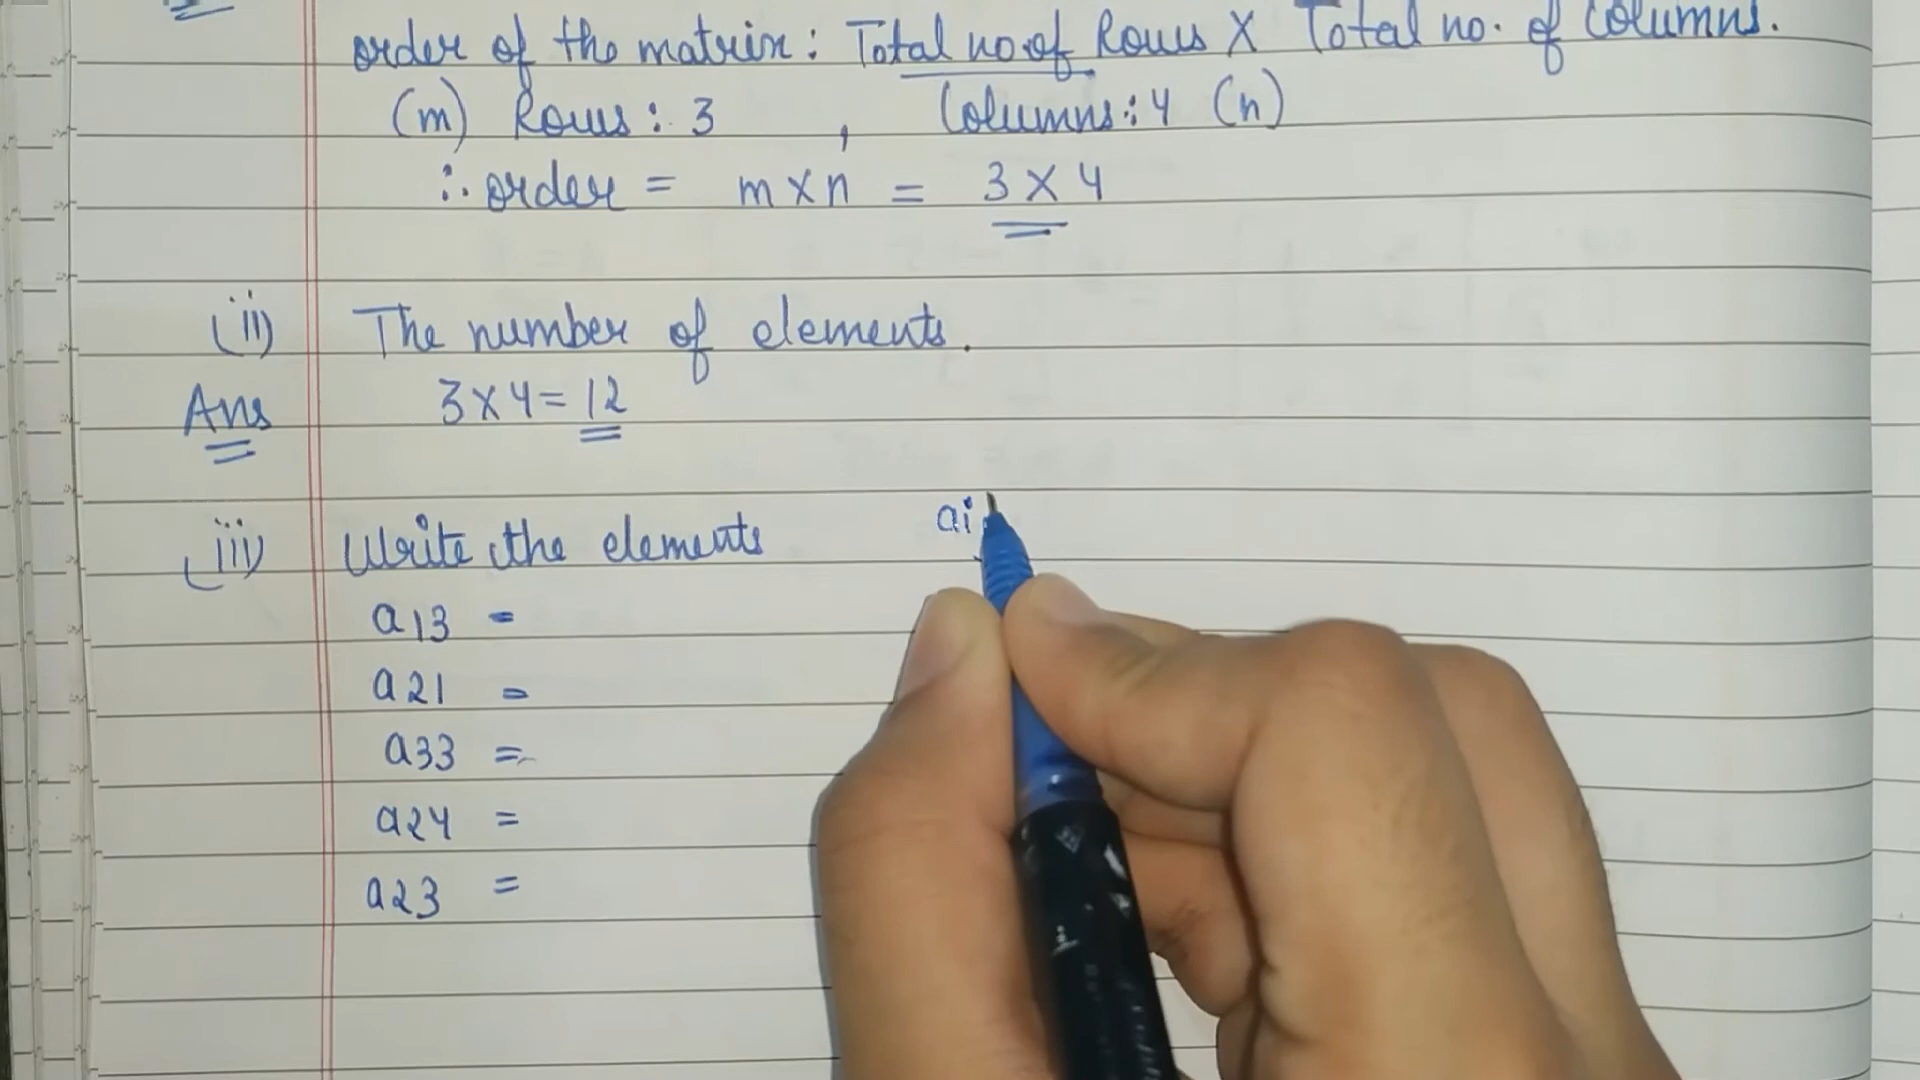 order of the matrix : Total no. of Rows X Total no. of Columns.
(m) Rows : 3 , Columns : 4 (n)
∴ order = m x n = 3 x 4
(ii) The number of elements.
Ans 3 x 4 = 12
(iii) Write the elements ai
a13 =
a21 =
a33 =
a24 =
a23 =